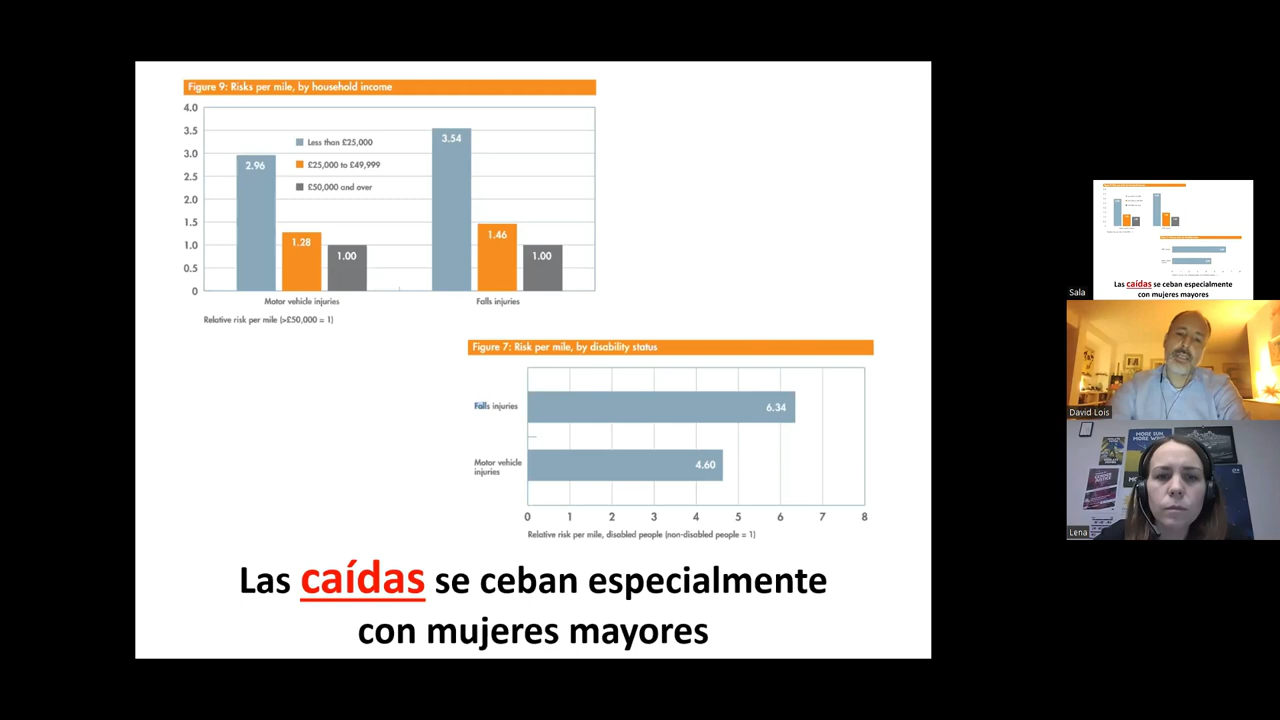 Figure 9: Risks per mile, by household income
4.0
3.5
3.0
2.5
2.0
1.5
1.0
0.5
0
Less than £25,000
£25,000 to £49,999
£50,000 and over
2.96
1.28
1.00
3.54
1.46
1.00
Motor vehicle injuries
Falls injuries
Relative risk per mile (>£50,000 = 1)
Figure 7: Risk per mile, by disability status
Falls injuries
6.34
Motor vehicle
injuries
4.60
0 1 2 3 4 5 6 7 8
Relative risk per mile, disabled people (non-disabled people = 1)
Las caídas se ceban especialmente
con mujeres mayores
Las caídas se ceban especialmente
con mujeres mayores
Sala
David Lois
MORE SUN,
Lena